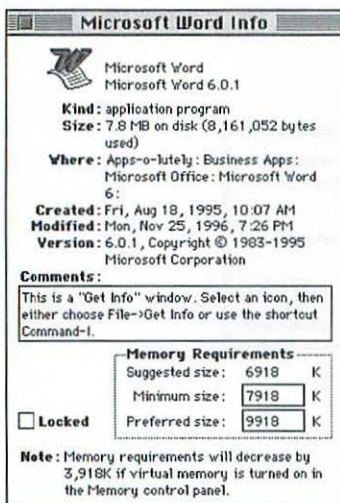 Microsoft Word Info
Microsoft Word
Microsoft Word 6.0.1
Kind: application program
Size: 7.8 MB on disk (8,161,052 bytes
used)
Where: Apps-o-lutely: Business Apps:
Microsoft Office: Microsoft Word
6:
Created: Fri, Aug 18, 1995, 10:07 AM
Modified: Mon, Nov 25, 1996, 7:26 PM
Version: 6.0.1, Copyright © 1983-1995
Microsoft Corporation
Comments:
This is a "Get Info" window. Select an icon, then
either choose File->Get Info or use the shortcut
Command-I.
Memory Requirements
Suggested size: 6918 K
Minimum size: 7918 K
Preferred size: 9918 K
Locked
Note: Memory requirements will decrease by
3,918K if virtual memory is turned on in
the Memory control panel.